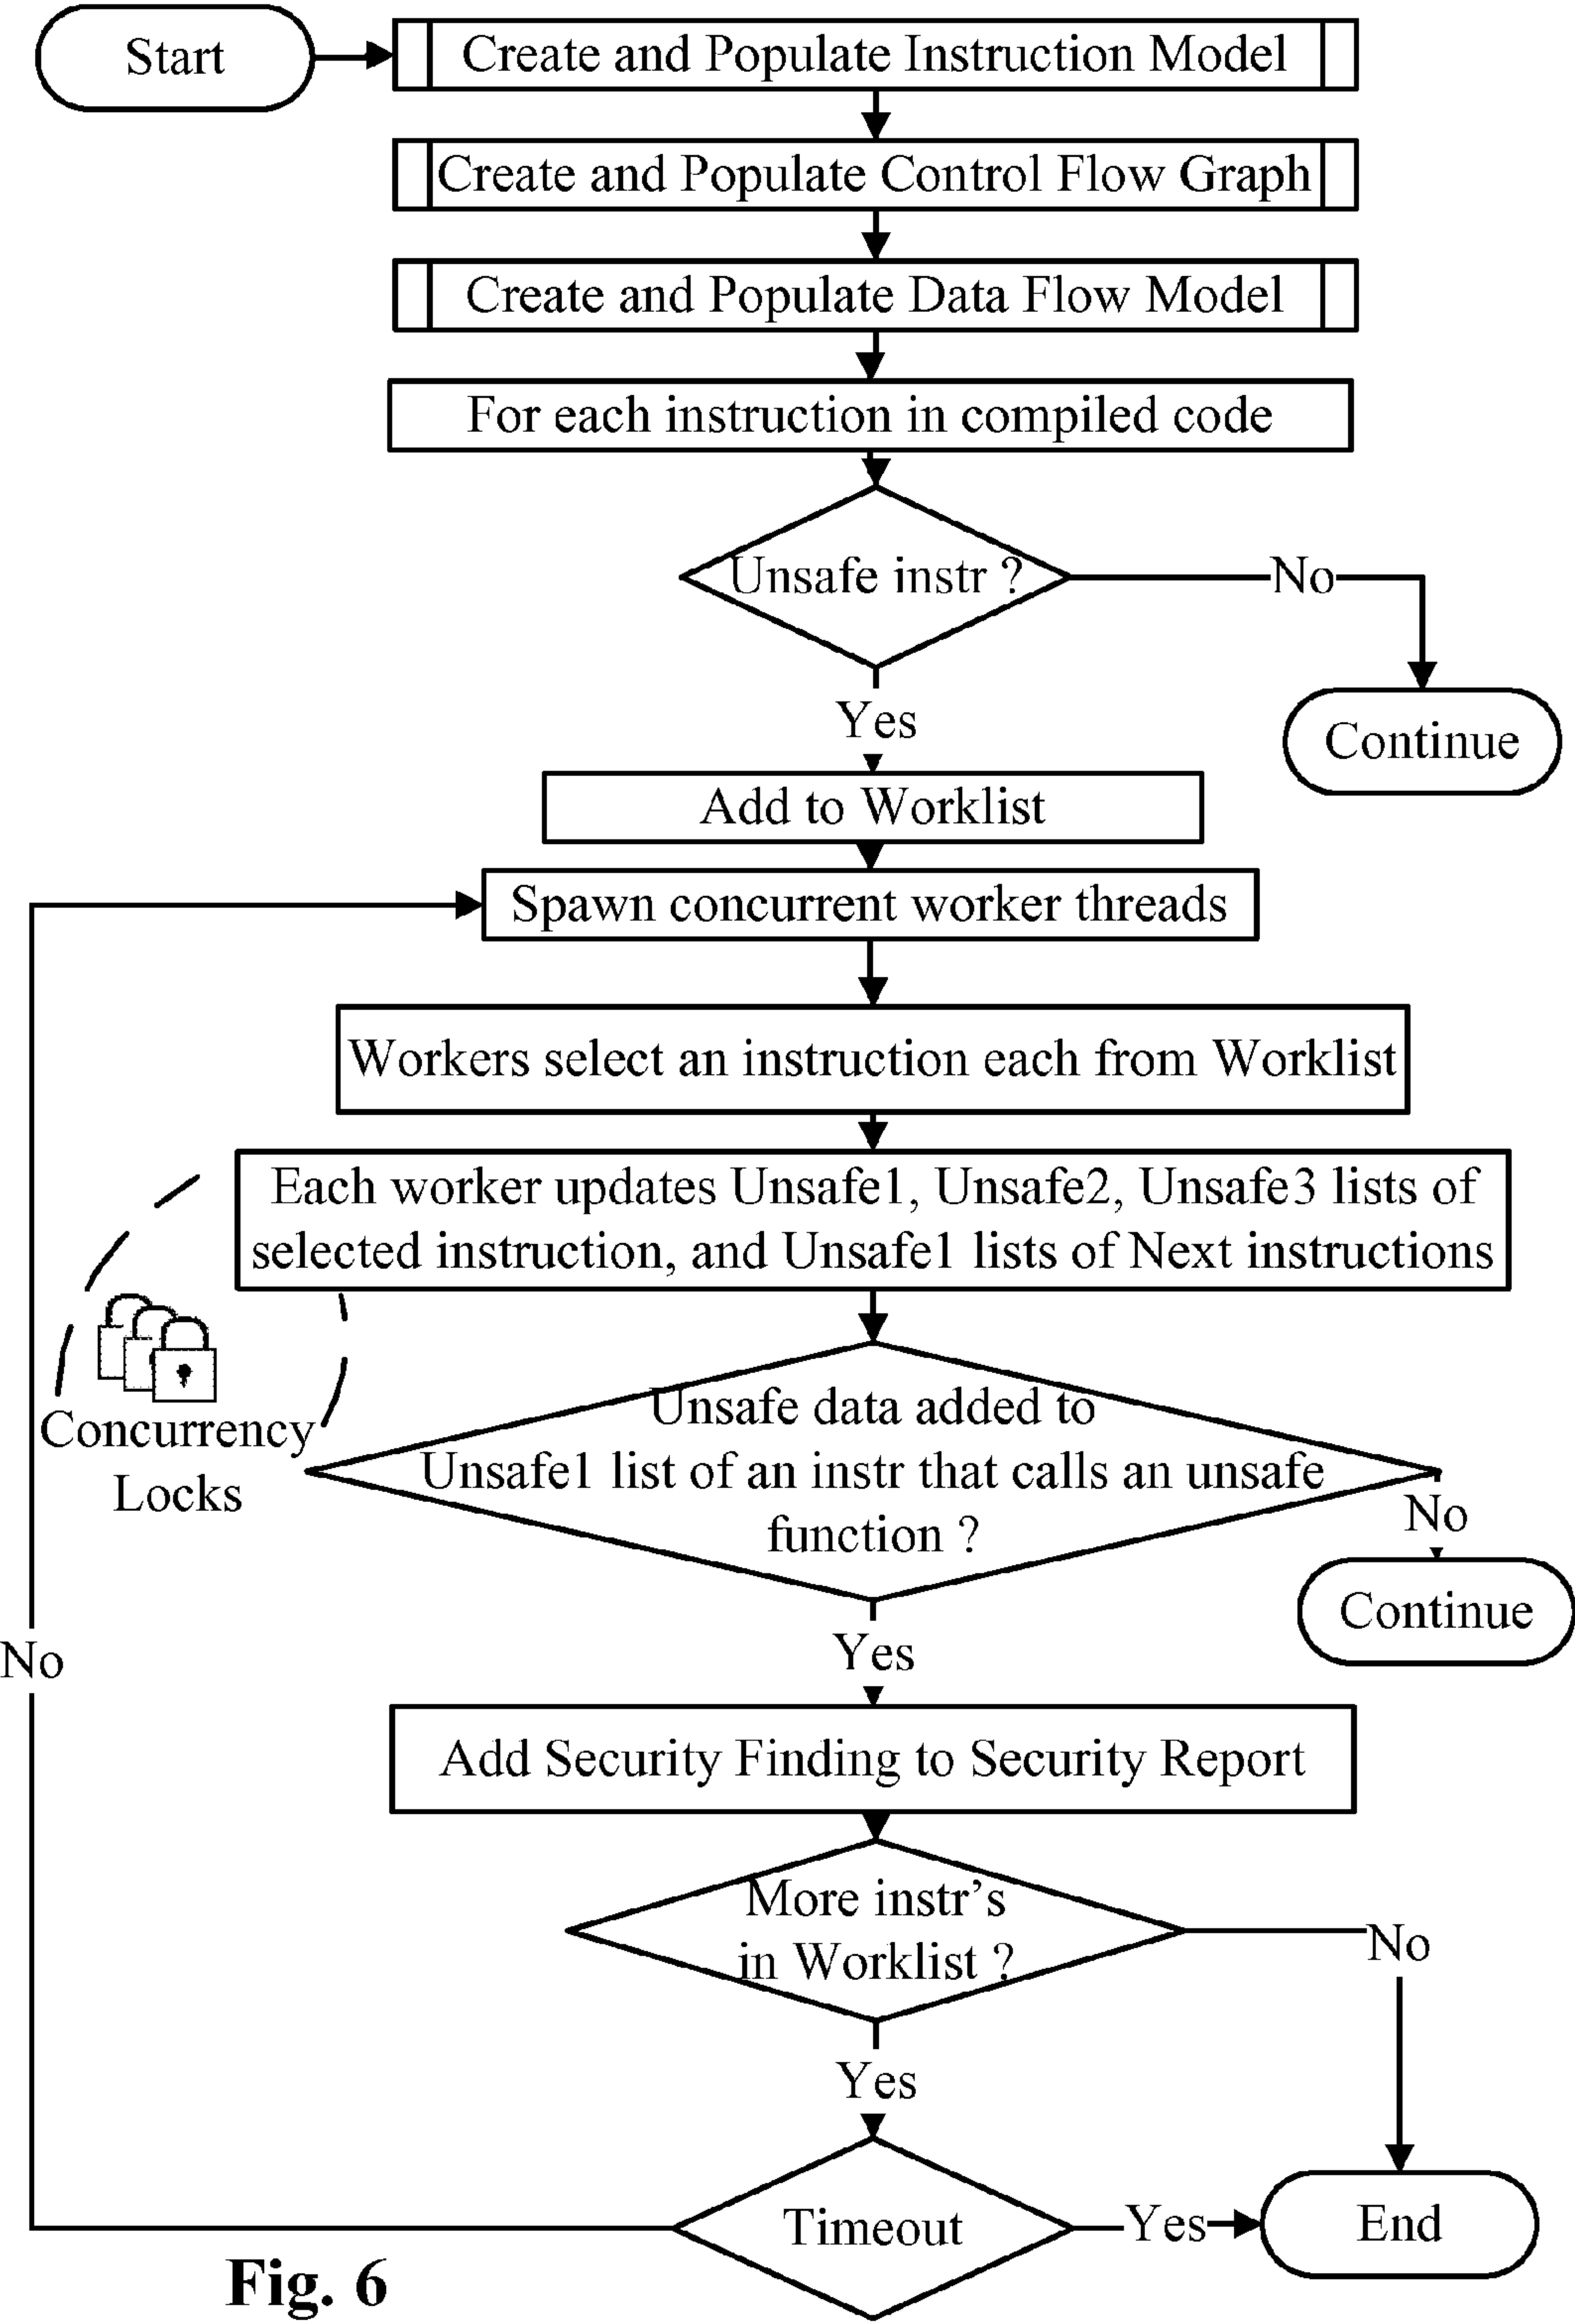 Start
Create and Populate Instruction Model
Create and Populate Control Flow Graph
Create and Populate Data Flow Model
For each instruction in compiled code
Unsafe instr ?
No
Yes
Continue
Add to Worklist
Spawn concurrent worker threads
Workers select an instruction each from Worklist
Each worker updates Unsafe1, Unsafe2, Unsafe3 lists of
selected instruction, and Unsafe1 lists of Next instructions
Concurrency
Locks
Unsafe data added to
Unsafe1 list of an instr that calls an unsafe
function ?
No
Continue
Yes
No
Add Security Finding to Security Report
More instr's
in Worklist ?
No
Yes
Timeout
Yes
End
Fig. 6